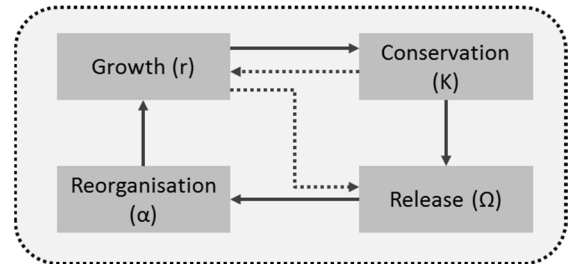 Growth (r)
Conservation
(K)
Reorganisation
(α)
Release (Ω)